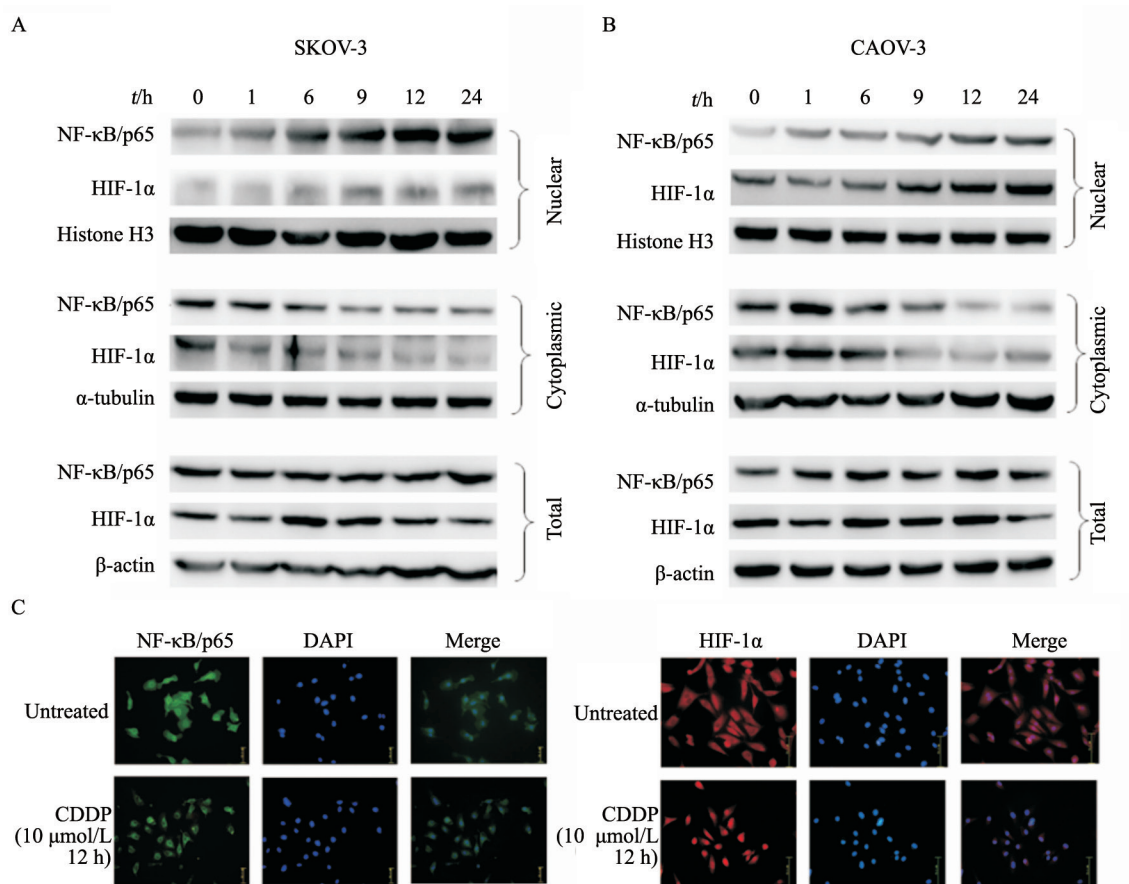 A
SKOV-3
t/h 0 1 6 9 12 24
NF-κB/p65
HIF-1α
Histone H3
Nuclear
NF-κB/p65
HIF-1α
α-tubulin
Cytoplasmic
NF-κB/p65
HIF-1α
β-actin
Total
B
CAOV-3
t/h 0 1 6 9 12 24
NF-κB/p65
HIF-1α
Histone H3
Nuclear
NF-κB/p65
HIF-1α
α-tubulin
Cytoplasmic
NF-κB/p65
HIF-1α
β-actin
Total
C
NF-κB/p65 DAPI Merge
Untreated
CDDP
(10 μmol/L
12 h)
HIF-1α DAPI Merge
Untreated
CDDP
(10 μmol/L
12 h)